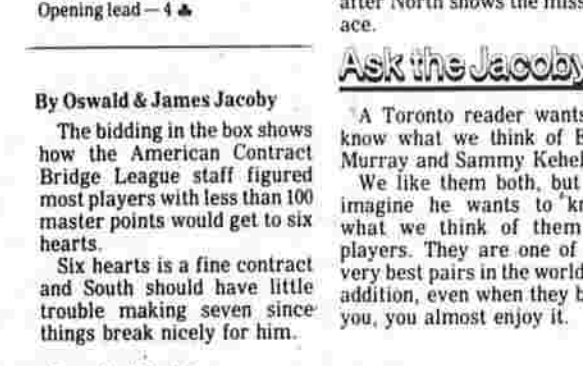 Opening lead — 4 ♣
By Oswald & James Jacoby
The bidding in the box shows
how the American Contract
Bridge League staff figured
most players with less than 100
master points would get to six
hearts.
Six hearts is a fine contract
and South should have little
trouble making seven since
things break nicely for him.
after North shows the
ace.
Ask the Jacoby
A Toronto reader wants
know what we think of
Murray and Sammy
We like them both, but
imagine he wants to
what we think of them
players. They are one of
very best pairs in the world
addition, even when they
you, you almost enjoy it.